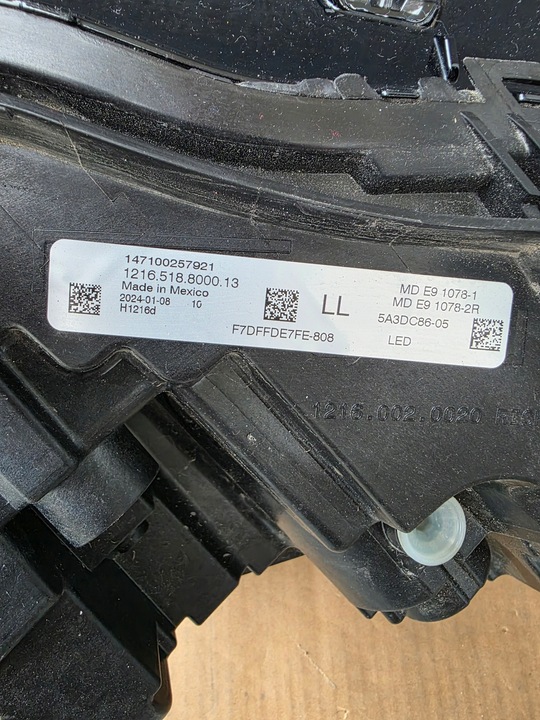 147100257921
1216.518.8000.13
Made in Mexico
2024-01-08 10
H1216d
LL
F7DFFDE7FE-808
MD E9 1078-1
MD E9 1078-2R
5A3DC86-05
LED
1216.002.0020